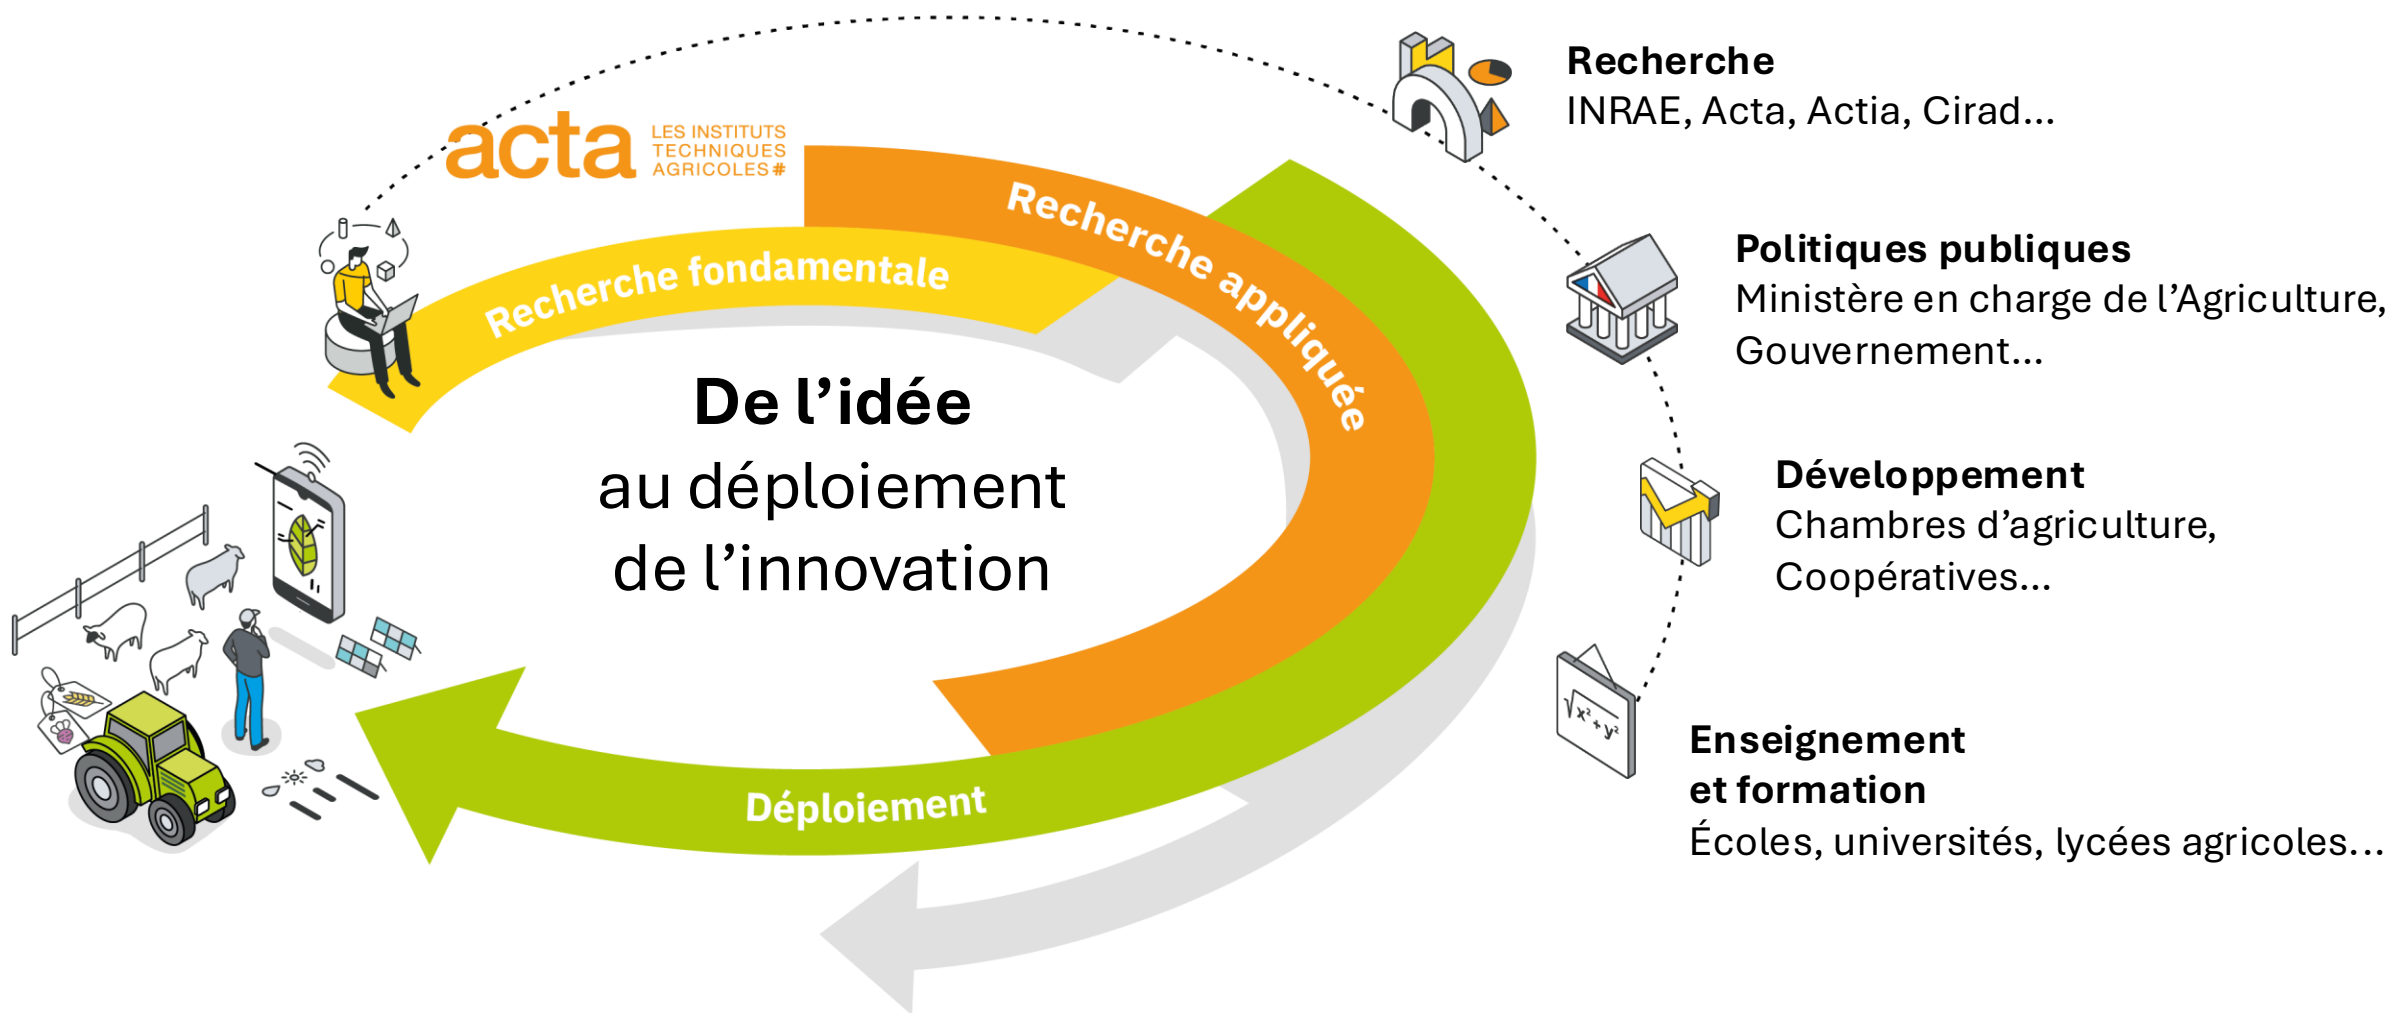 acta
LES INSTITUTS
TECHNIQUES
AGRICOLES#
Recherche fondamentale
Recherche appliquée
Déploiement
De l’idée
au déploiement
de l’innovation
Recherche
INRAE, Acta, Actia, Cirad...
Politiques publiques
Ministère en charge de l’Agriculture,
Gouvernement...
Développement
Chambres d’agriculture,
Coopératives...
√x²+y²
Enseignement
et formation
Écoles, universités, lycées agricoles...